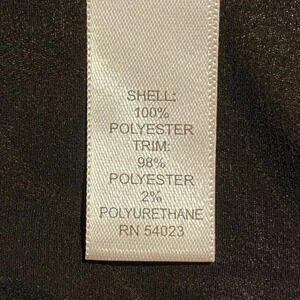 SHELL:
100%
POLYESTER
TRIM:
98%
POLYESTER
2%
POLYURETHANE
RN 54023